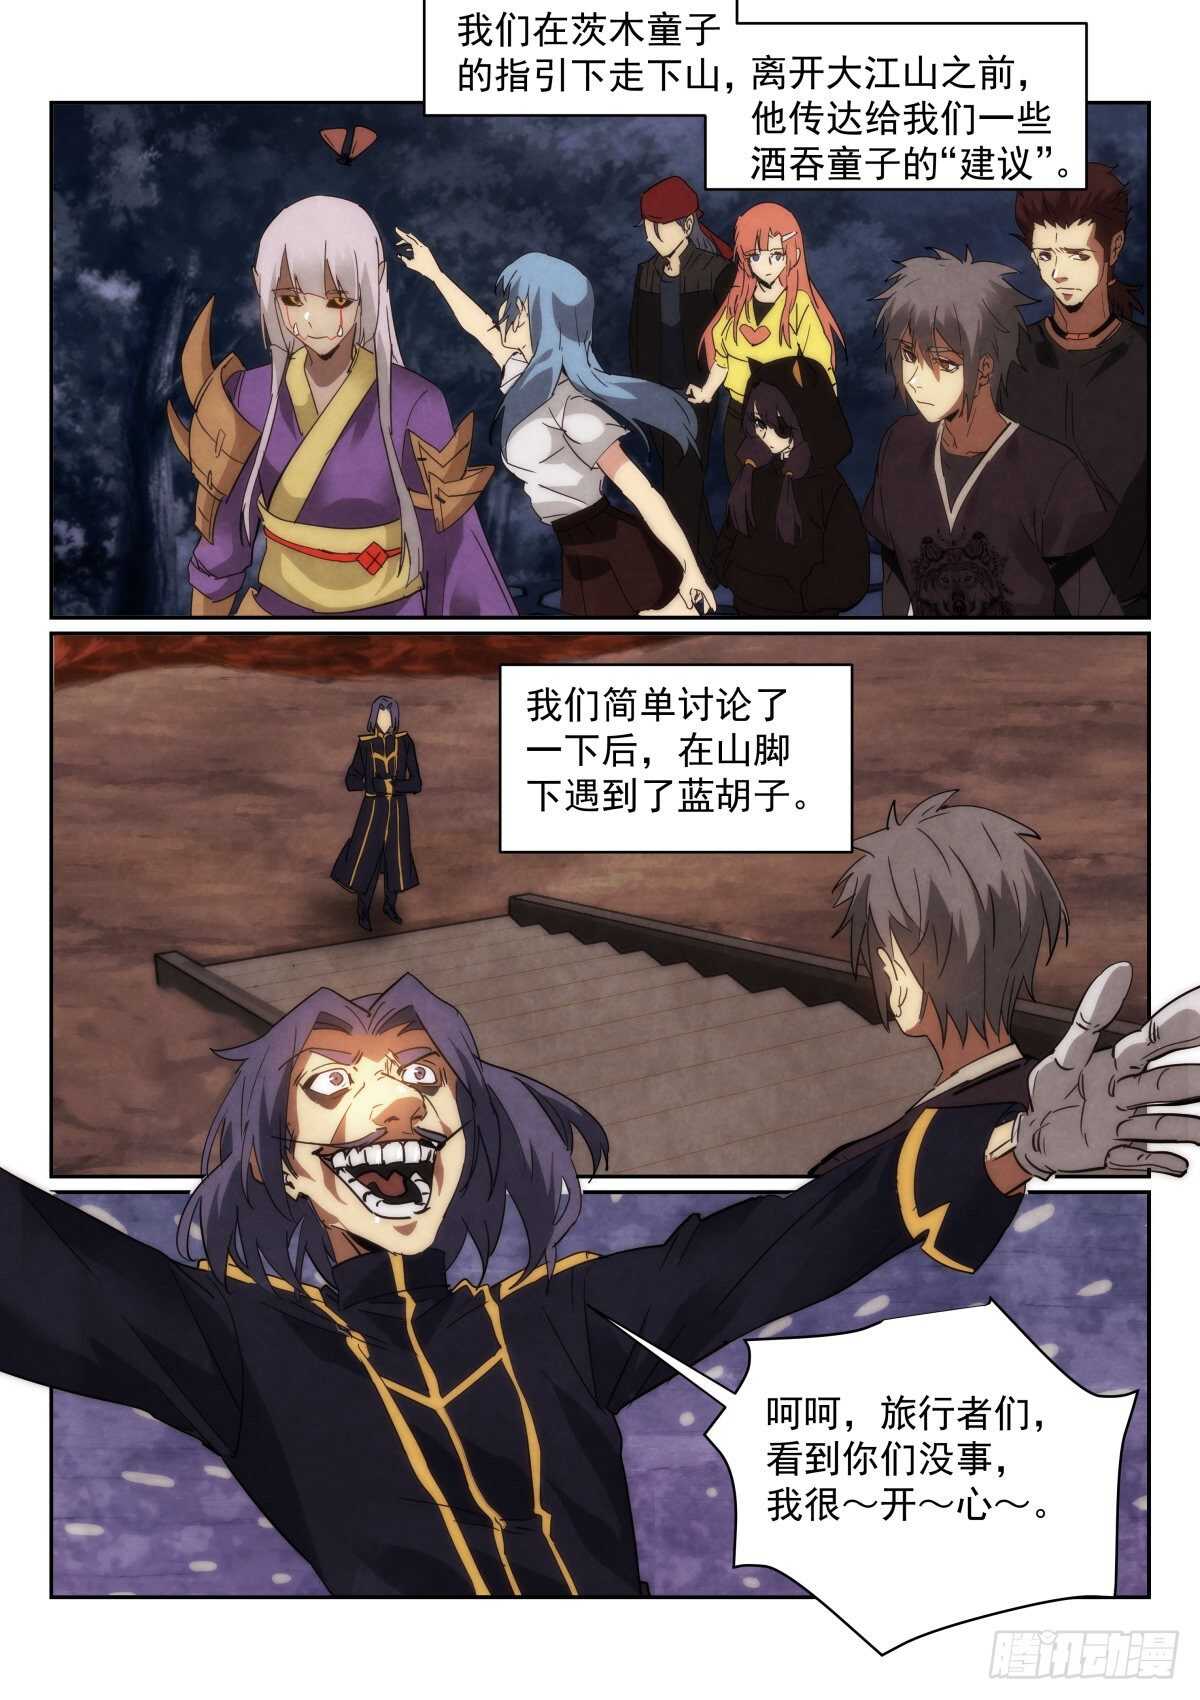 我们在茨木童子
的指引下走下山，
离开大江山之前，
他传达给我们一些
酒吞童子的“建议”。
我们简单讨论了
一下后，在山脚
下遇到了蓝胡子。
呵呵，旅行者们，
看到你们没事，
我很～开～心～。
腾讯动漫